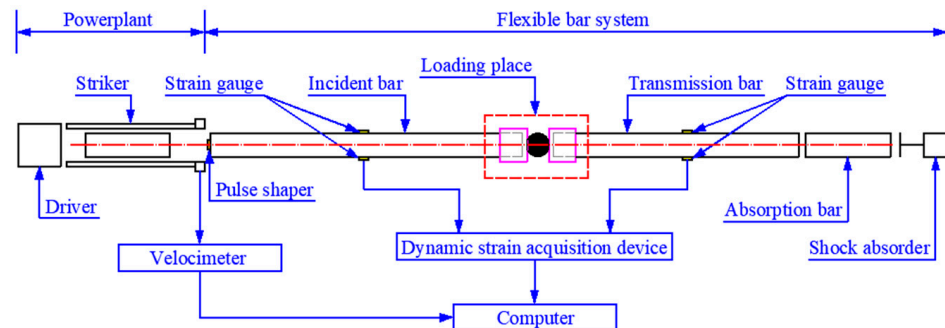 Powerplant
Flexible bar system
Loading place
Striker
Strain gauge
Incident bar
Transmission bar
Strain gauge
Driver
Pulse shaper
Absorption bar
Velocimeter
Dynamic strain acquisition device
Shock absorder
Computer